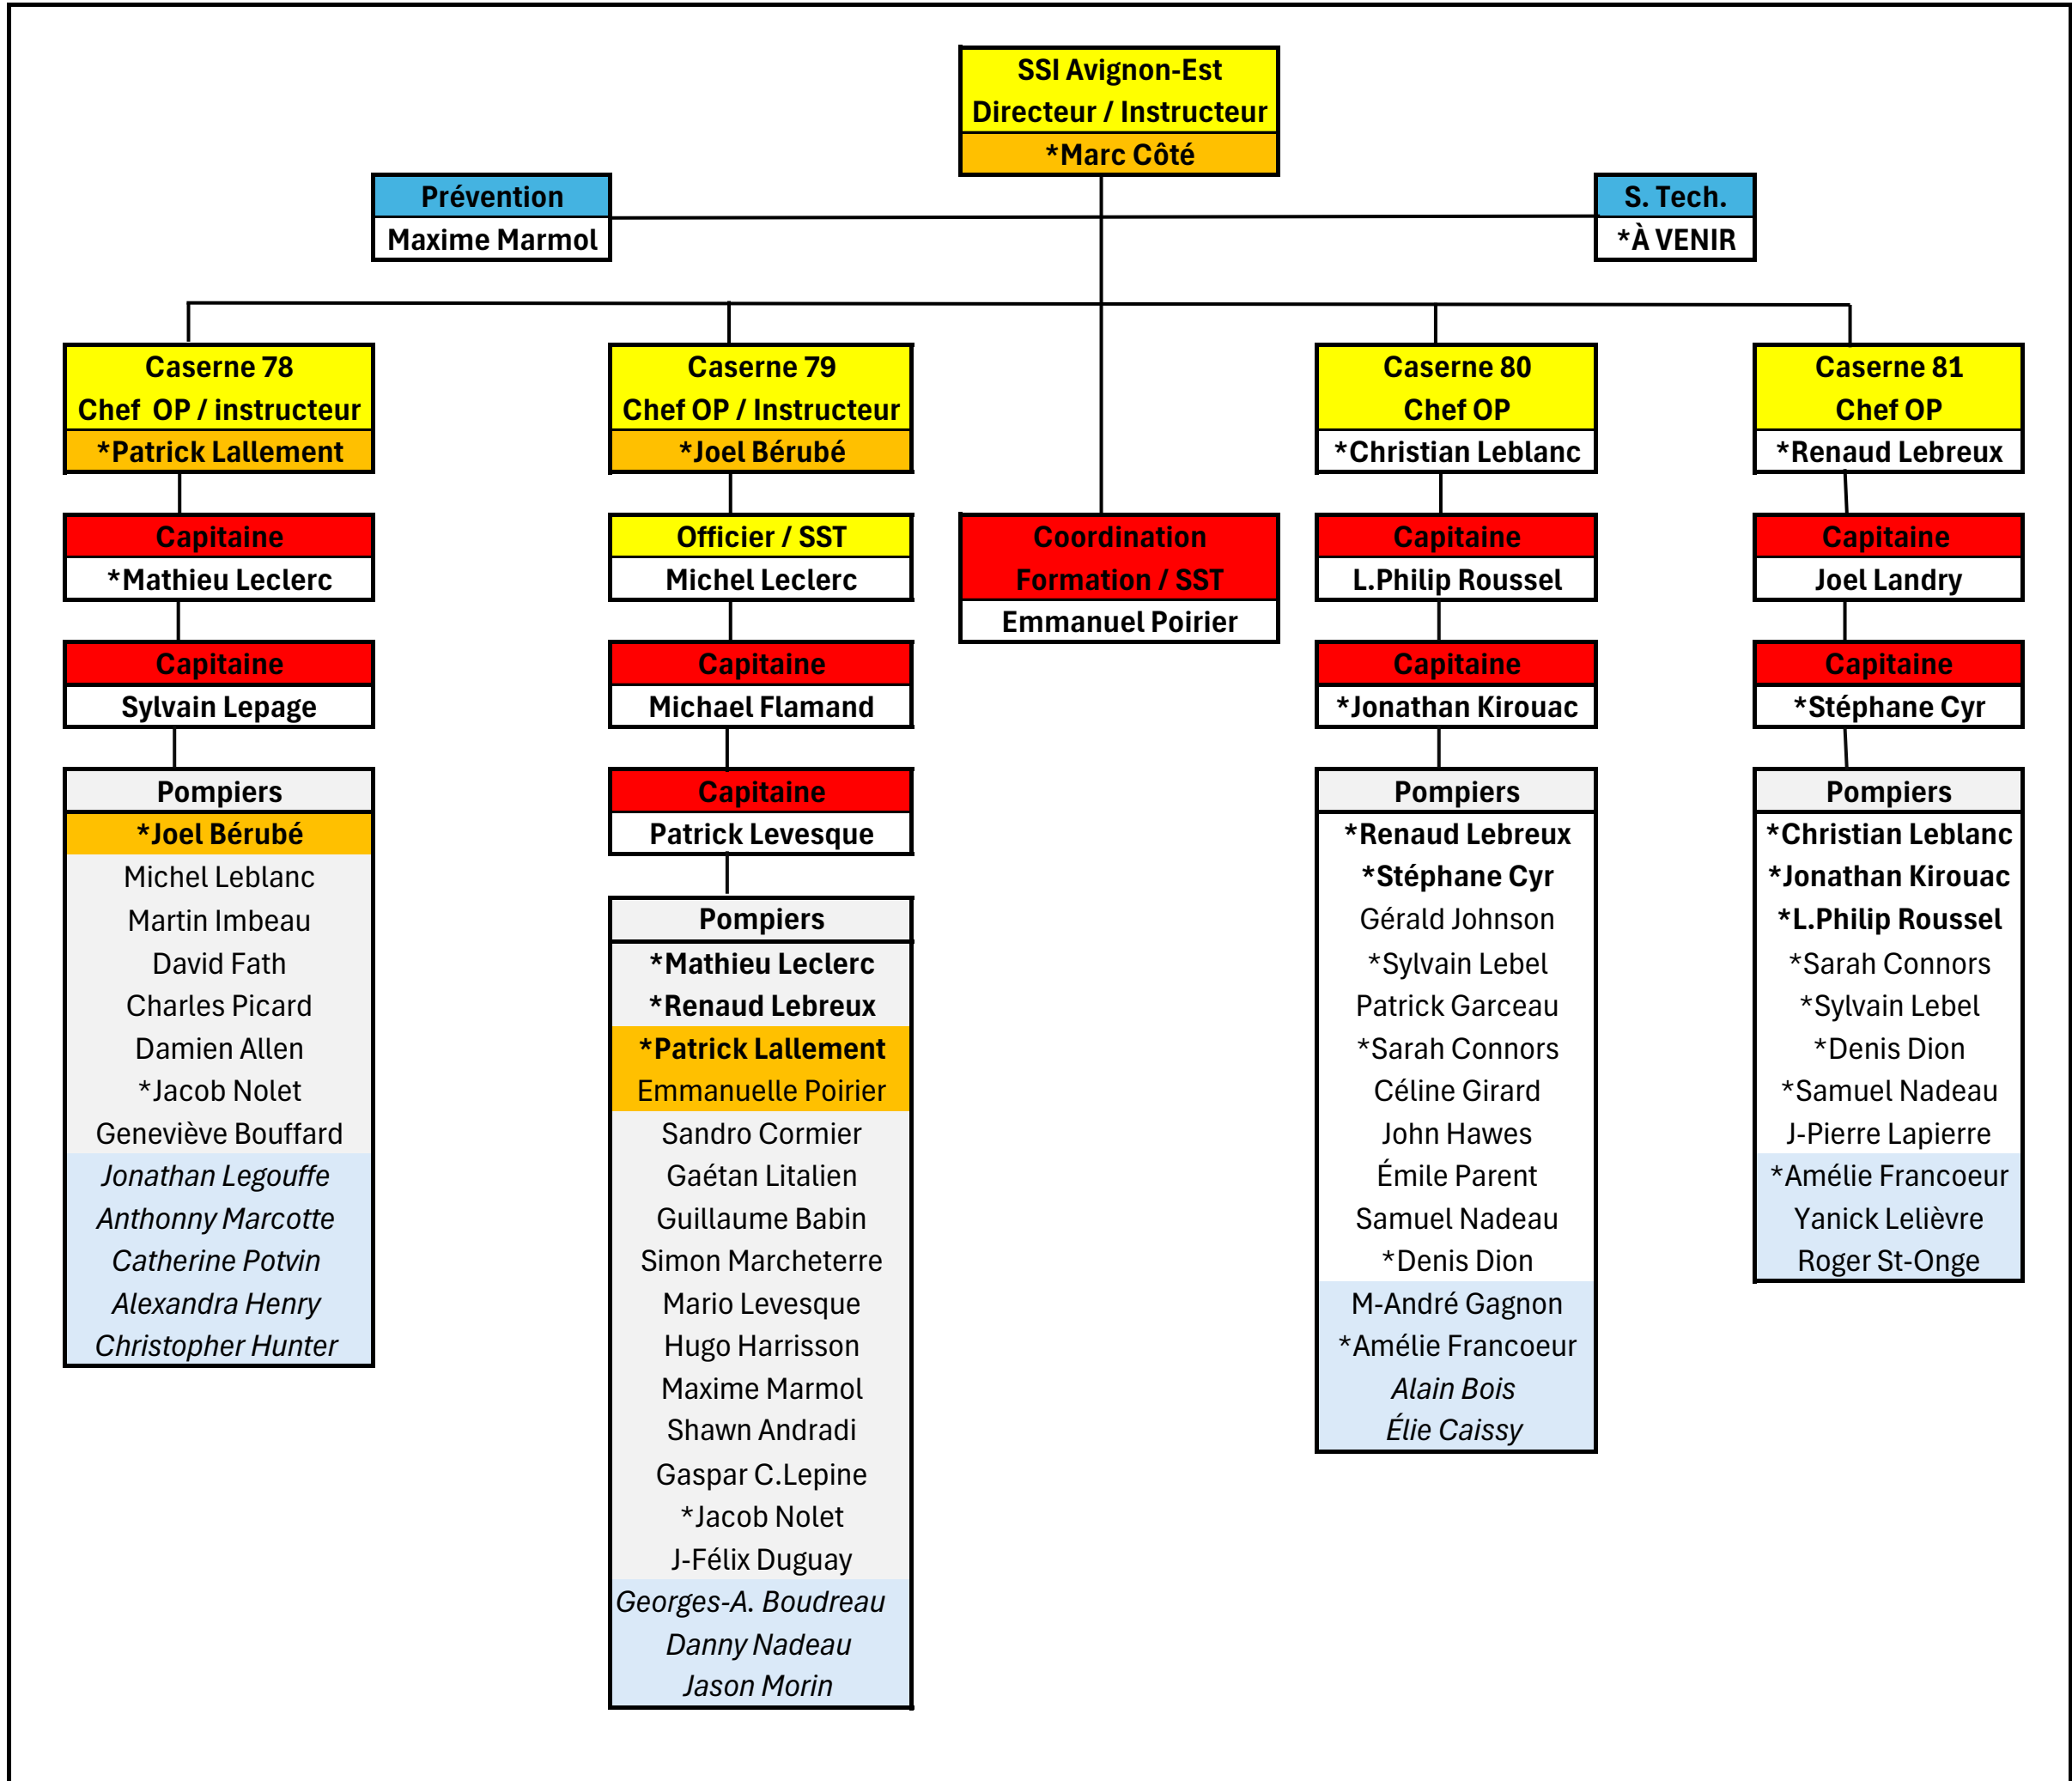 SSI Avignon-Est
Directeur / Instructeur
*Marc Côté
Prévention
Maxime Marmol
S. Tech.
*À VENIR
Caserne 78
Chef OP / instructeur
*Patrick Lallement
Capitaine
*Mathieu Leclerc
Capitaine
Sylvain Lepage
Pompiers
*Joel Bérubé
Michel Leblanc
Martin Imbeau
David Fath
Charles Picard
Damien Allen
*Jacob Nolet
Geneviève Bouffard
Jonathan Legouffe
Anthonny Marcotte
Catherine Potvin
Alexandra Henry
Christopher Hunter
Caserne 79
Chef OP / Instructeur
*Joel Bérubé
Officier / SST
Michel Leclerc
Capitaine
Michael Flamand
Capitaine
Patrick Levesque
Pompiers
*Mathieu Leclerc
*Renaud Lebreux
*Patrick Lallement
Emmanuelle Poirier
Sandro Cormier
Gaétan Litalien
Guillaume Babin
Simon Marcheterre
Mario Levesque
Hugo Harrisson
Maxime Marmol
Shawn Andradi
Gaspar C.Lepine
*Jacob Nolet
J-Félix Duguay
Georges-A. Boudreau
Danny Nadeau
Jason Morin
Coordination
Formation / SST
Emmanuel Poirier
Caserne 80
Chef OP
*Christian Leblanc
Capitaine
L.Philip Roussel
Capitaine
*Jonathan Kirouac
Pompiers
*Renaud Lebreux
*Stéphane Cyr
Gérald Johnson
*Sylvain Lebel
Patrick Garceau
*Sarah Connors
Céline Girard
John Hawes
Émile Parent
Samuel Nadeau
*Denis Dion
M-André Gagnon
*Amélie Francoeur
Alain Bois
Élie Caissy
Caserne 81
Chef OP
*Renaud Lebreux
Capitaine
Joel Landry
Capitaine
*Stéphane Cyr
Pompiers
*Christian Leblanc
*Jonathan Kirouac
*L.Philip Roussel
*Sarah Connors
*Sylvain Lebel
*Denis Dion
*Samuel Nadeau
J-Pierre Lapierre
*Amélie Francoeur
Yanick Lelièvre
Roger St-Onge